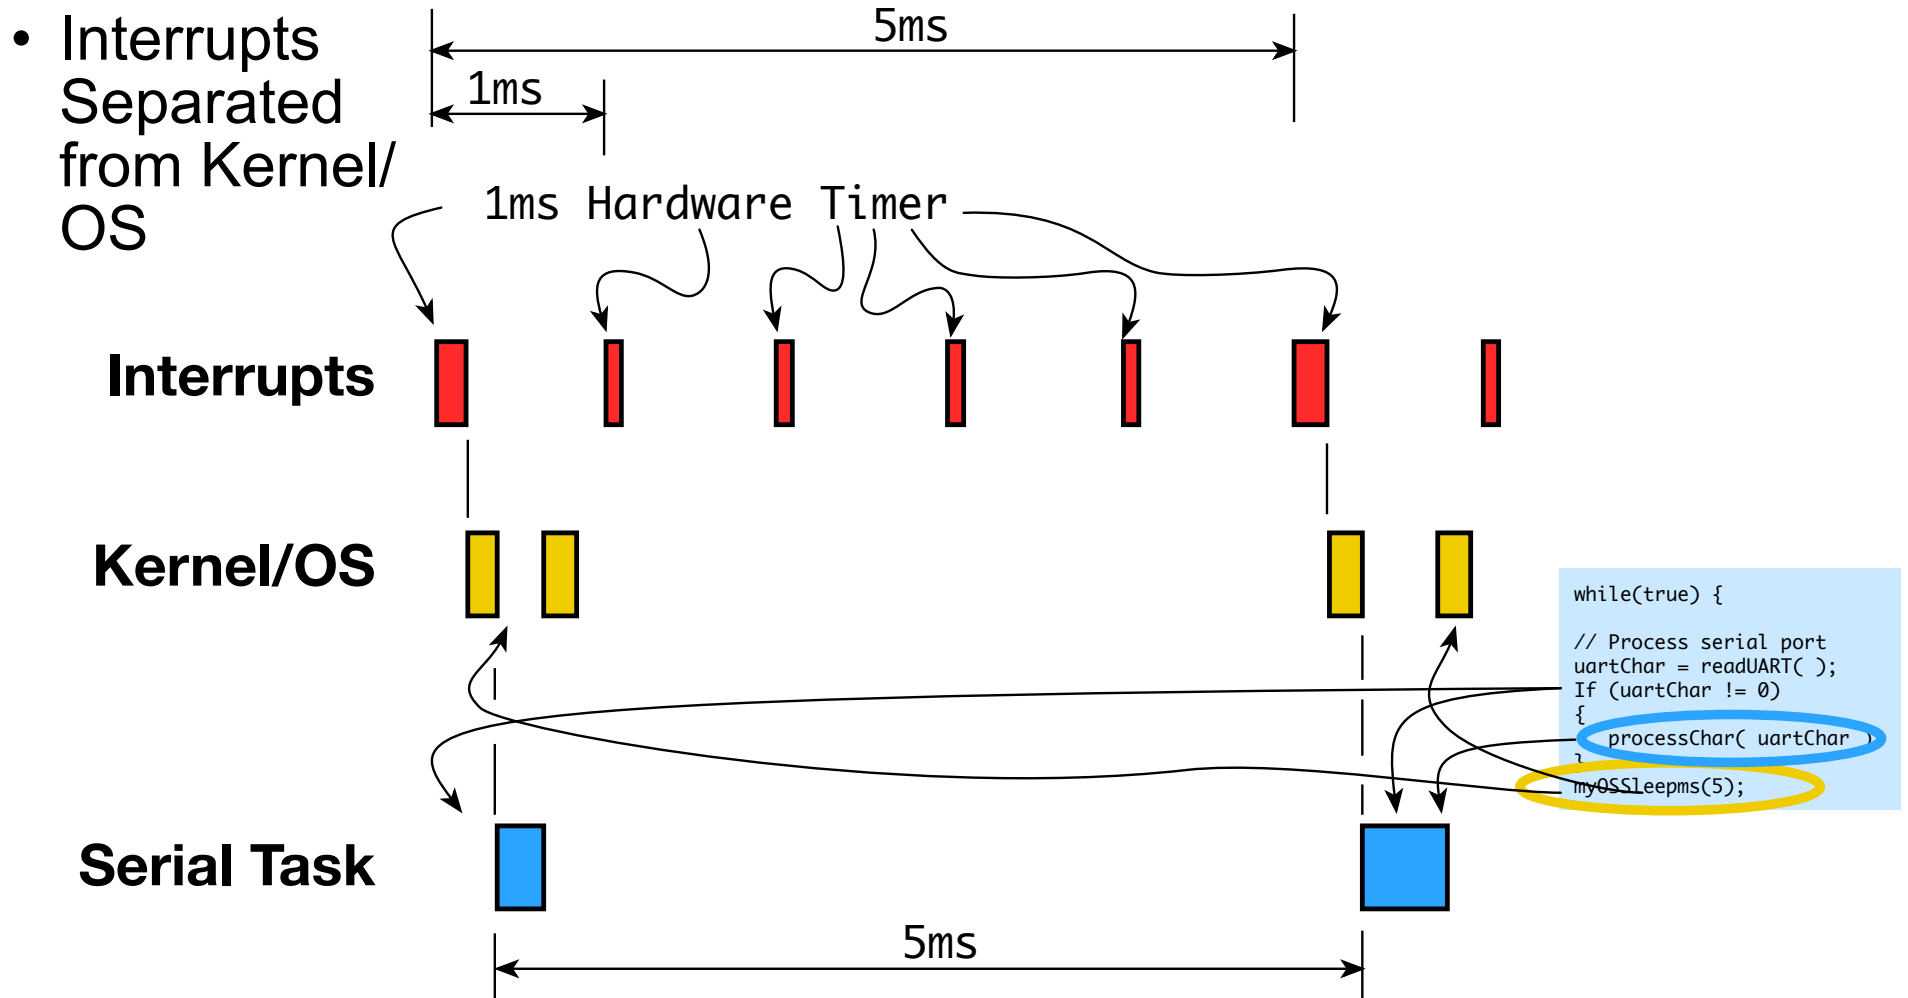 • Interrupts
Separated
from Kernel/
OS
5ms
1ms
1ms Hardware Timer
Interrupts
Kernel/OS
Serial Task
5ms
while(true) {
// Process serial port
uartChar = readUART( );
If (uartChar != 0)
{
processChar( uartChar )
}
myOSSleepms(5);